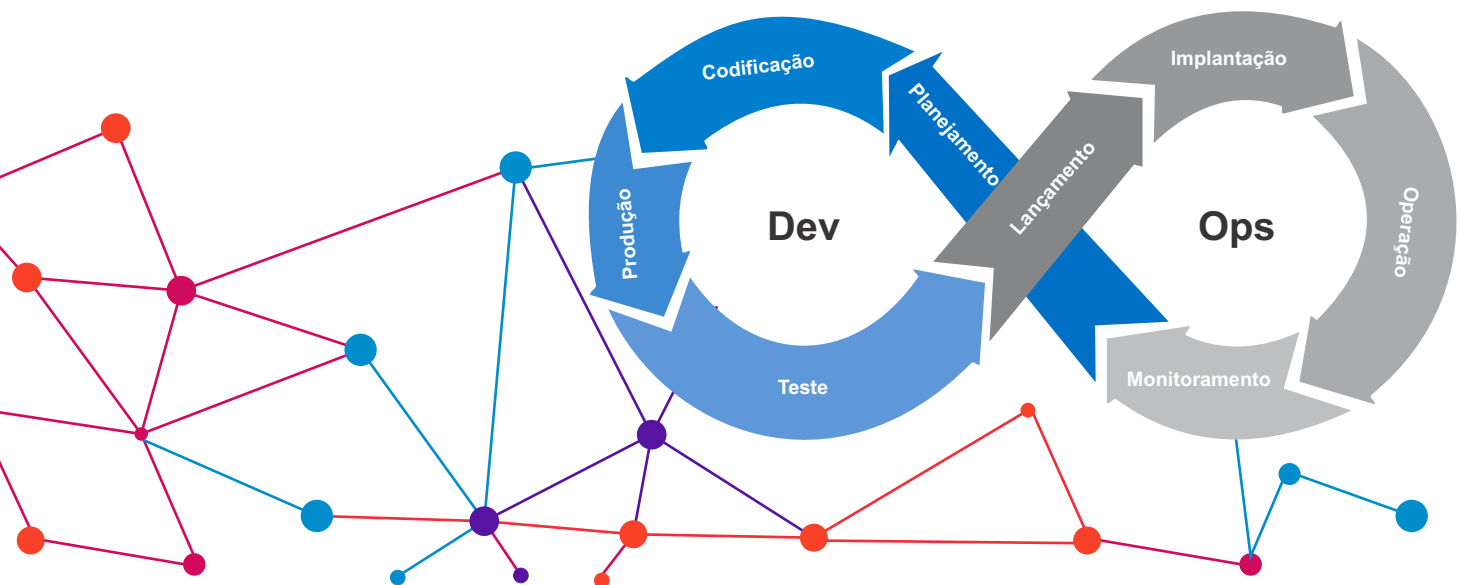 Codificação
Implantação
Planejamento
Lançamento
Produção
Dev
Ops
Operação
Teste
Monitoramento